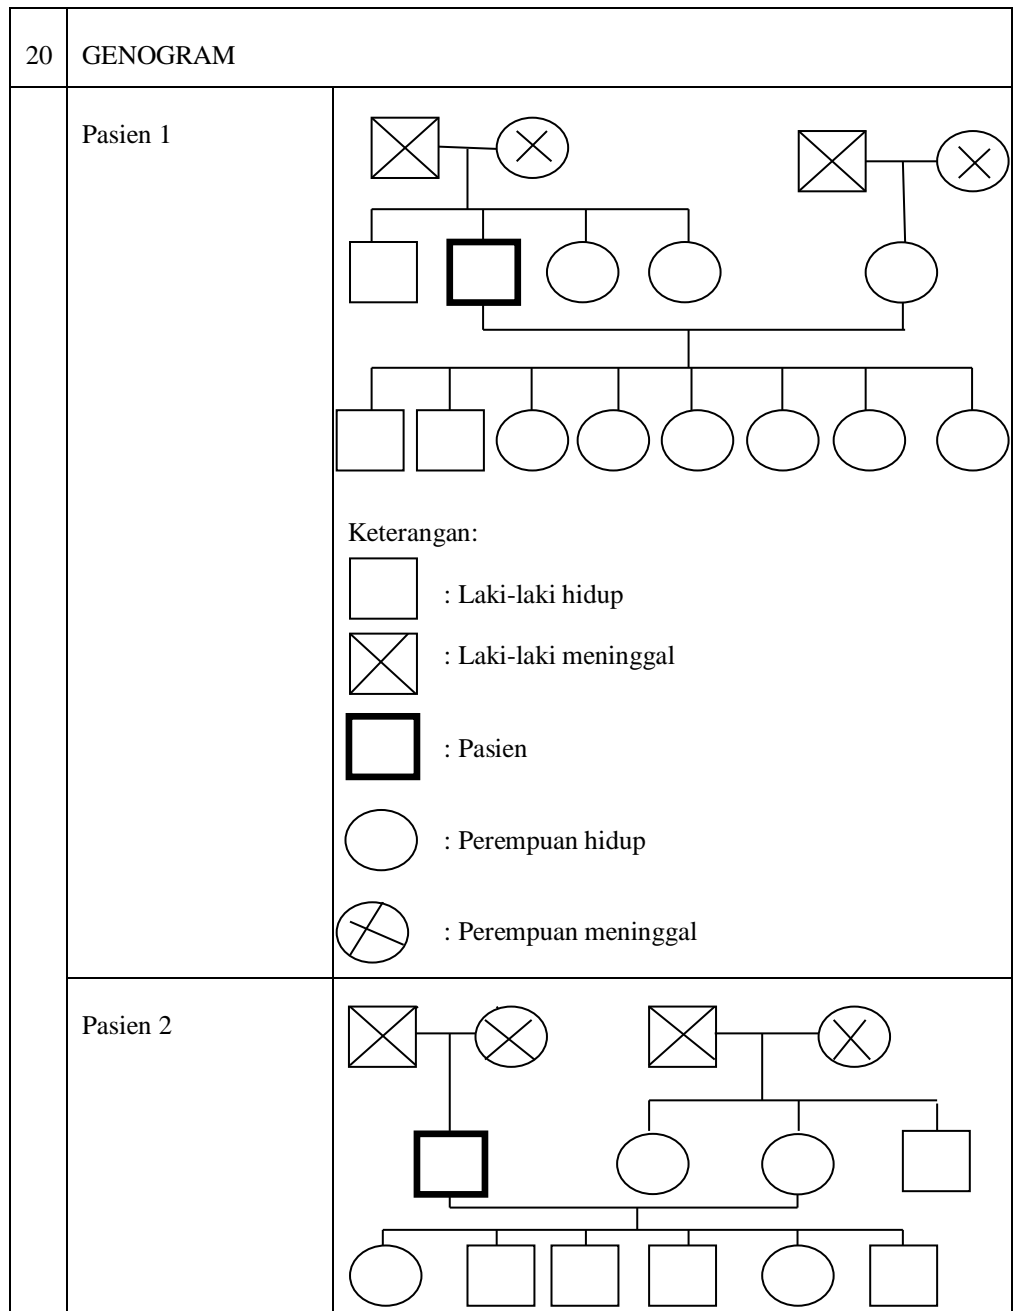 20 GENOGRAM
Pasien 1
Keterangan:
: Laki-laki hidup
: Laki-laki meninggal
: Pasien
: Perempuan hidup
: Perempuan meninggal
Pasien 2